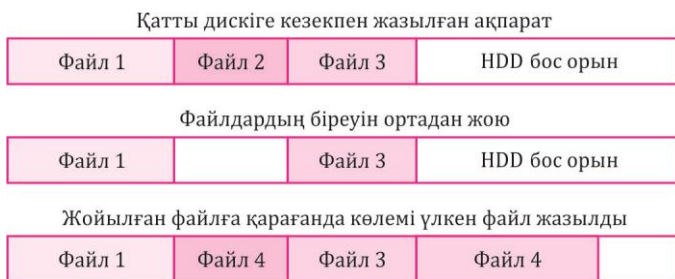 Қатты дискіге кезекпен жазылған ақпарат
Файл 1 Файл 2 Файл 3 HDD бос орын
Файлдардың біреуін ортадан жою
Файл 1 Файл 3 HDD бос орын
Жойылған файлға қарағанда көлемі үлкен файл жазылды
Файл 1 Файл 4 Файл 3 Файл 4